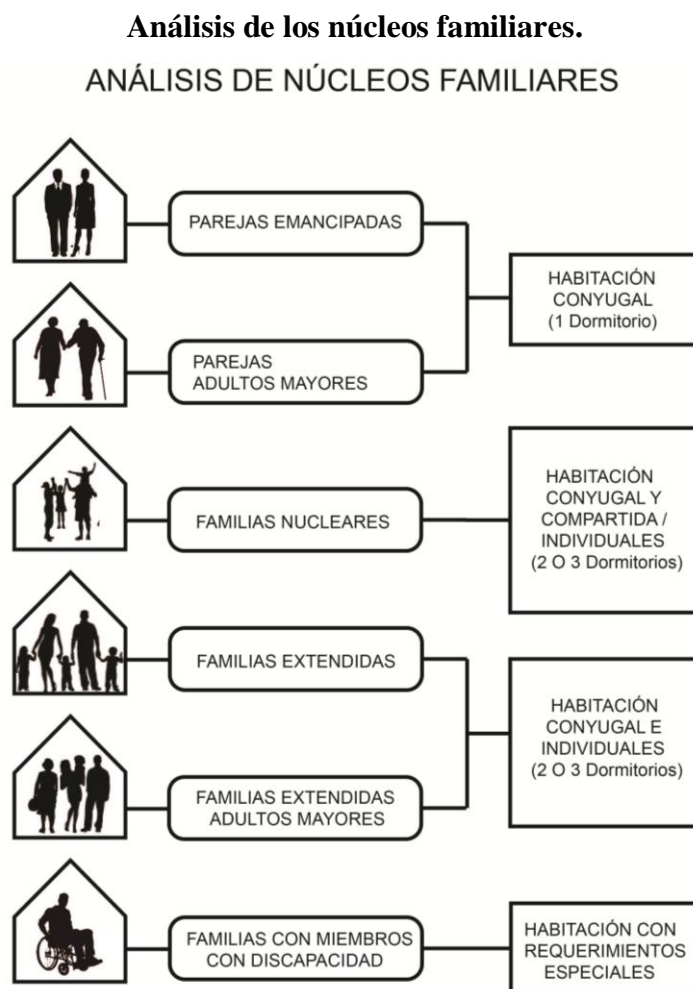 Análisis de los núcleos familiares.
ANÁLISIS DE NÚCLEOS FAMILIARES
PAREJAS EMANCIPADAS
HABITACIÓN
CONYUGAL
(1 Dormitorio)
PAREJAS
ADULTOS MAYORES
FAMILIAS NUCLEARES
HABITACIÓN
CONYUGAL Y
COMPARTIDA /
INDIVIDUALES
(2 O 3 Dormitorios)
FAMILIAS EXTENDIDAS
HABITACIÓN
CONYUGAL E
INDIVIDUALES
(2 O 3 Dormitorios)
FAMILIAS EXTENDIDAS
ADULTOS MAYORES
FAMILIAS CON MIEMBROS
CON DISCAPACIDAD
HABITACIÓN CON
REQUERIMIENTOS
ESPECIALES